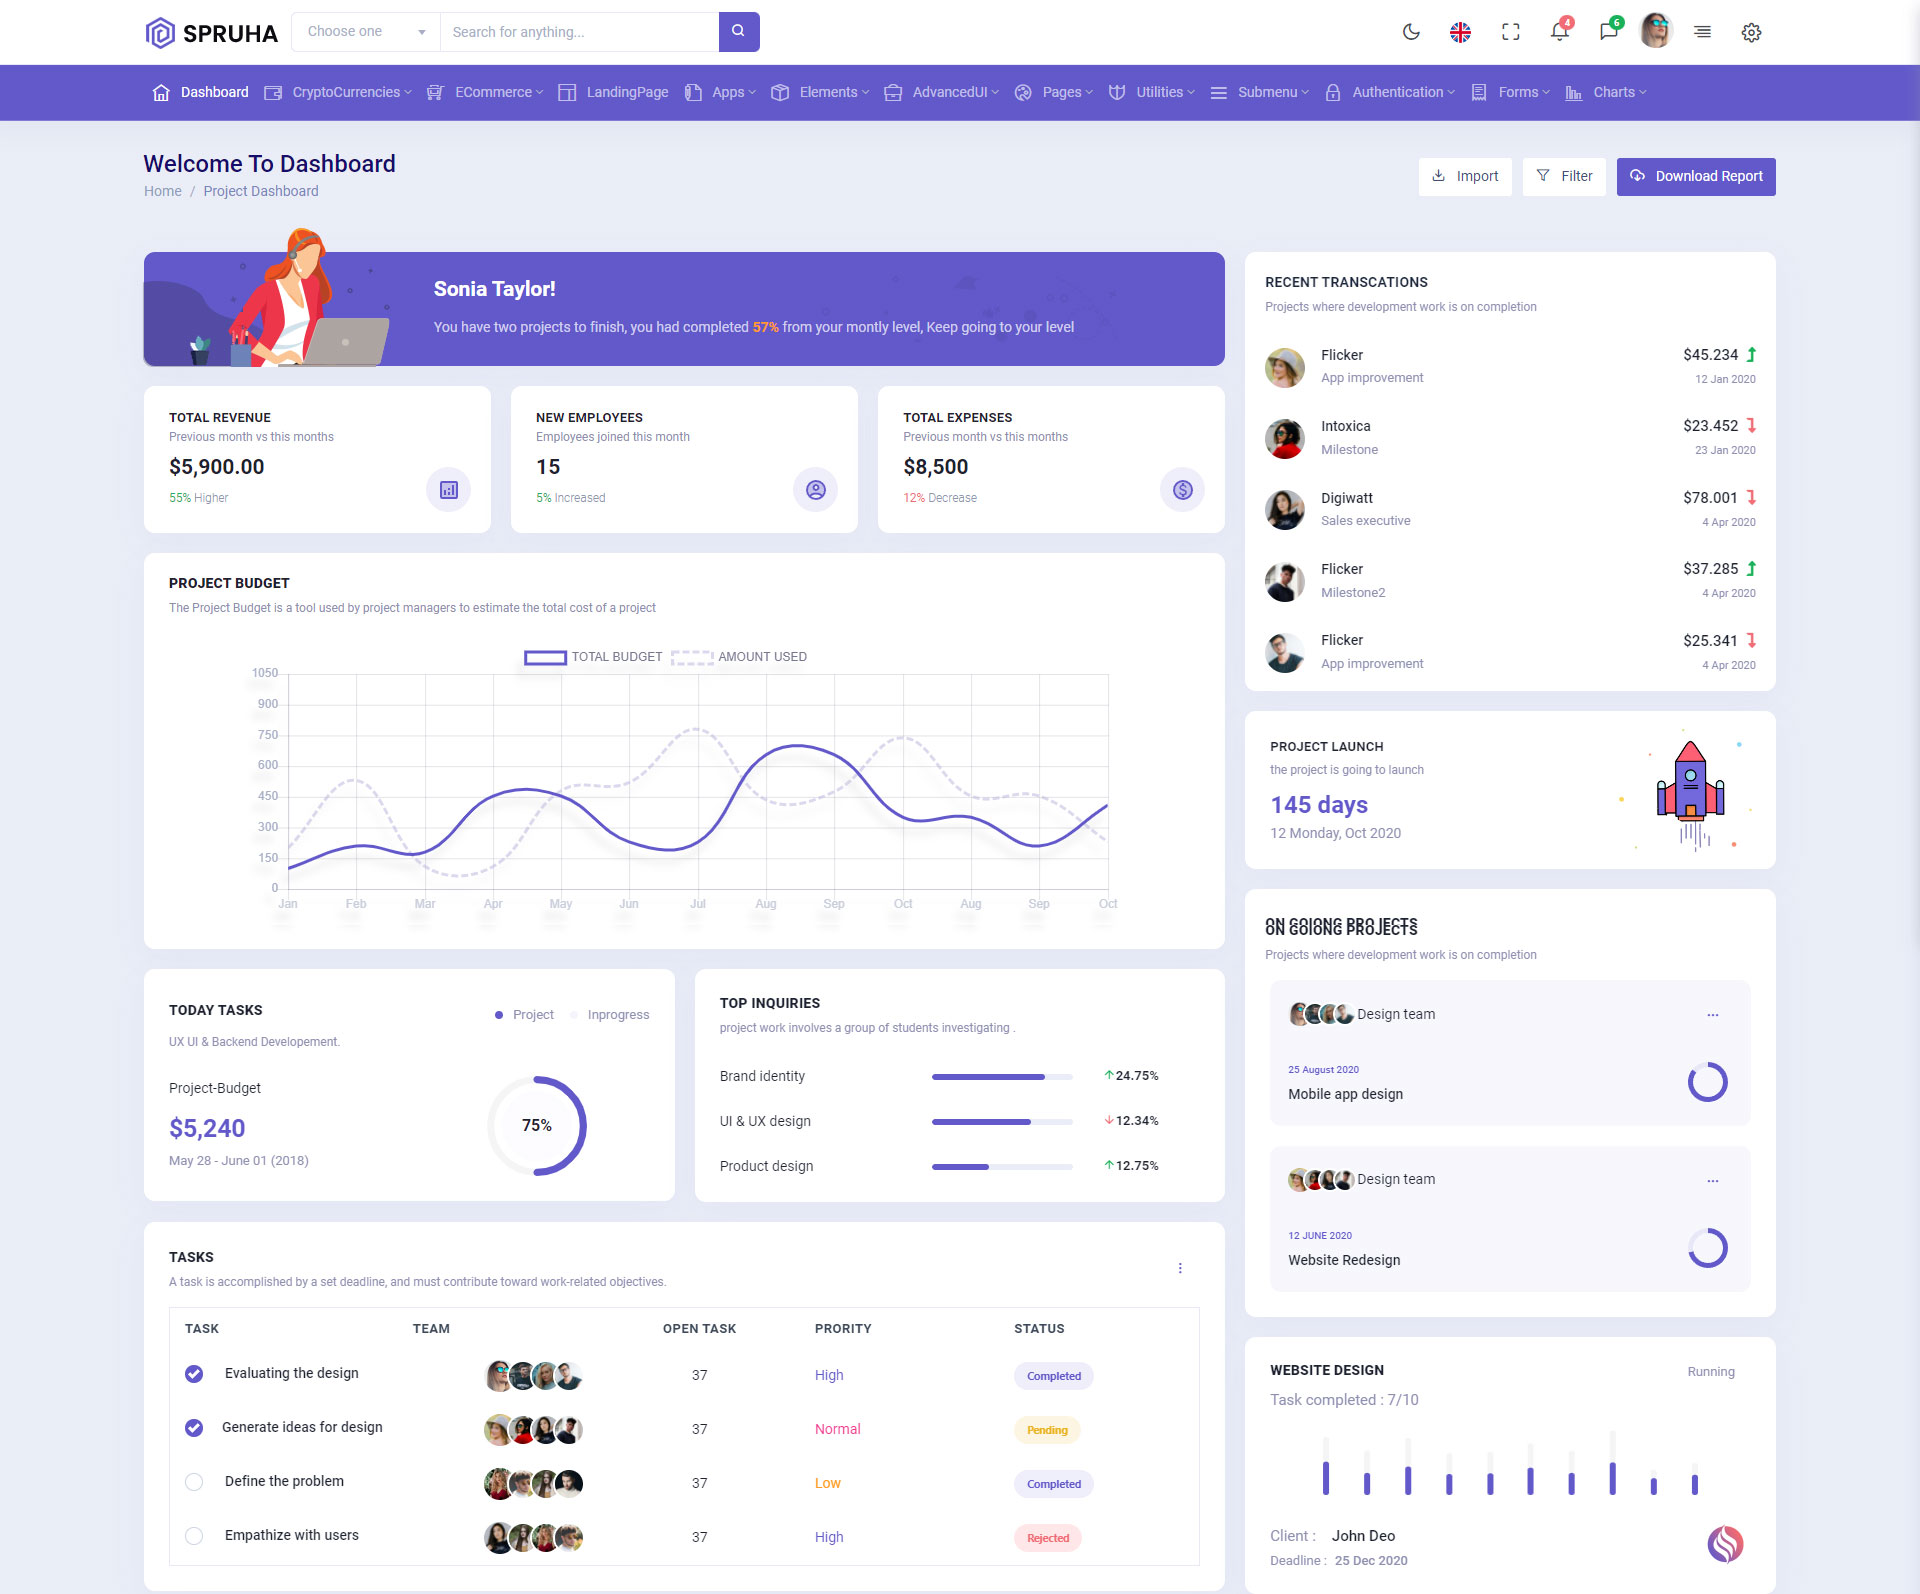 SPRUHA
Choose one
Search for anything...
4
6
Dashboard
CryptoCurrencies
ECommerce
LandingPage
Apps
Elements
AdvancedUI
Pages
Utilities
Submenu
Authentication
Forms
Charts
Welcome To Dashboard
Home / Project Dashboard
Import
Filter
Download Report
Sonia Taylor!
You have two projects to finish, you had completed 57% from your montly level, Keep going to your level
TOTAL REVENUE
Previous month vs this months
$5,900.00
55% Higher
NEW EMPLOYEES
Employees joined this month
15
5% Increased
TOTAL EXPENSES
Previous month vs this months
$8,500
12% Decrease
PROJECT BUDGET
The Project Budget is a tool used by project managers to estimate the total cost of a project
TOTAL BUDGET
AMOUNT USED
1050
900
750
600
450
300
150
0
Jan Feb Mar Apr May Jun Jul Aug Sep Oct Aug Sep Oct
TODAY TASKS
Project
Inprogress
UX UI & Backend Developement.
Project-Budget
$5,240
May 28 - June 01 (2018)
75%
TOP INQUIRIES
project work involves a group of students investigating .
Brand identity
24.75%
UI & UX design
12.34%
Product design
12.75%
TASKS
A task is accomplished by a set deadline, and must contribute toward work-related objectives.
TASK TEAM OPEN TASK PRORITY STATUS
Evaluating the design 37 High Completed
Generate ideas for design 37 Normal Pending
Define the problem 37 Low Completed
Empathize with users 37 High Rejected
RECENT TRANSCATIONS
Projects where development work is on completion
Flicker $45.234
App improvement 12 Jan 2020
Intoxica $23.452
Milestone 23 Jan 2020
Digiwatt $78.001
Sales executive 4 Apr 2020
Flicker $37.285
Milestone2 4 Apr 2020
Flicker $25.341
App improvement 4 Apr 2020
PROJECT LAUNCH
the project is going to launch
145 days
12 Monday, Oct 2020
ON GOIONG PROJECTS
ON GOIONG PROJECTS
Projects where development work is on completion
Design team
25 August 2020
Mobile app design
Design team
12 JUNE 2020
Website Redesign
WEBSITE DESIGN
Running
Task completed : 7/10
Client : John Deo
Deadline : 25 Dec 2020